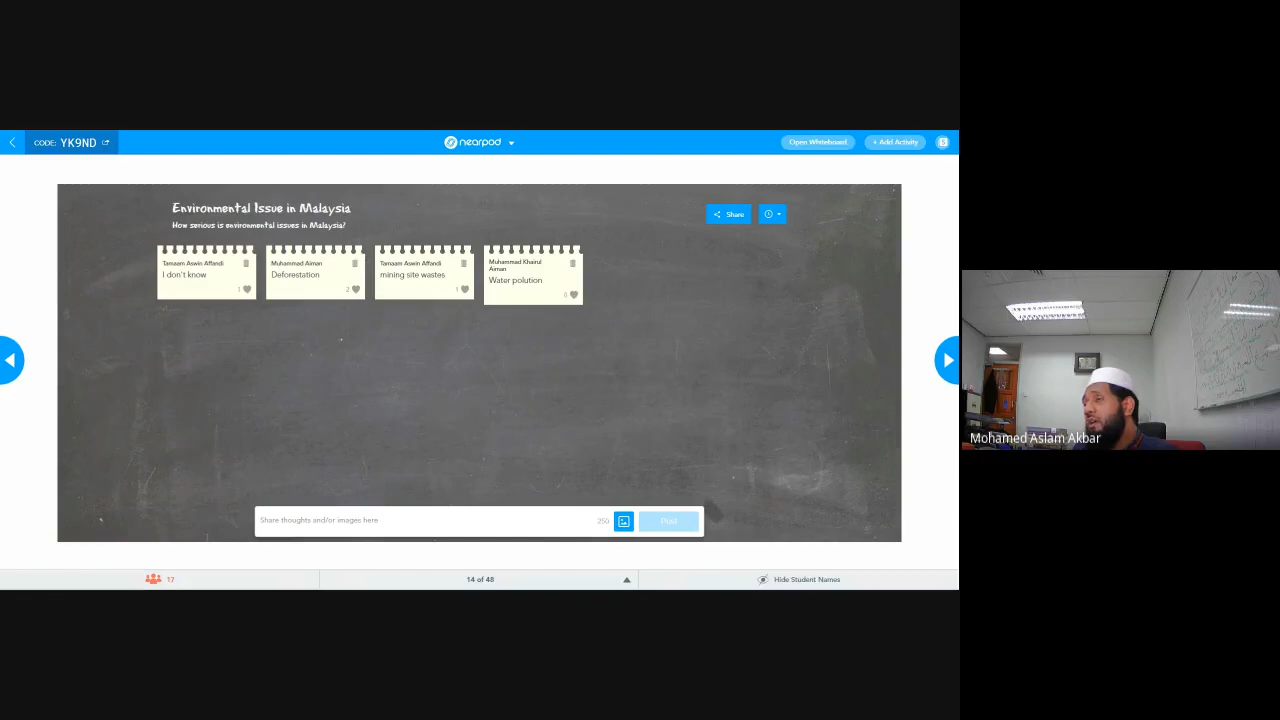 CODE: YK9ND
nearpod
Open Whiteboard
+ Add Activity
Environmental Issue in Malaysia
How serious is environmental issues in Malaysia?
Share
Tamaam Aswin Affandi
I don't know
1
Muhammad Aiman
Deforestation
2
Tamaam Aswin Affandi
mining site wastes
1
Muhammad Khairul
Aiman
Water polution
0
Share thoughts and/or images here
250
Post
17
14 of 48
Hide Student Names
Mohamed Aslam Akbar